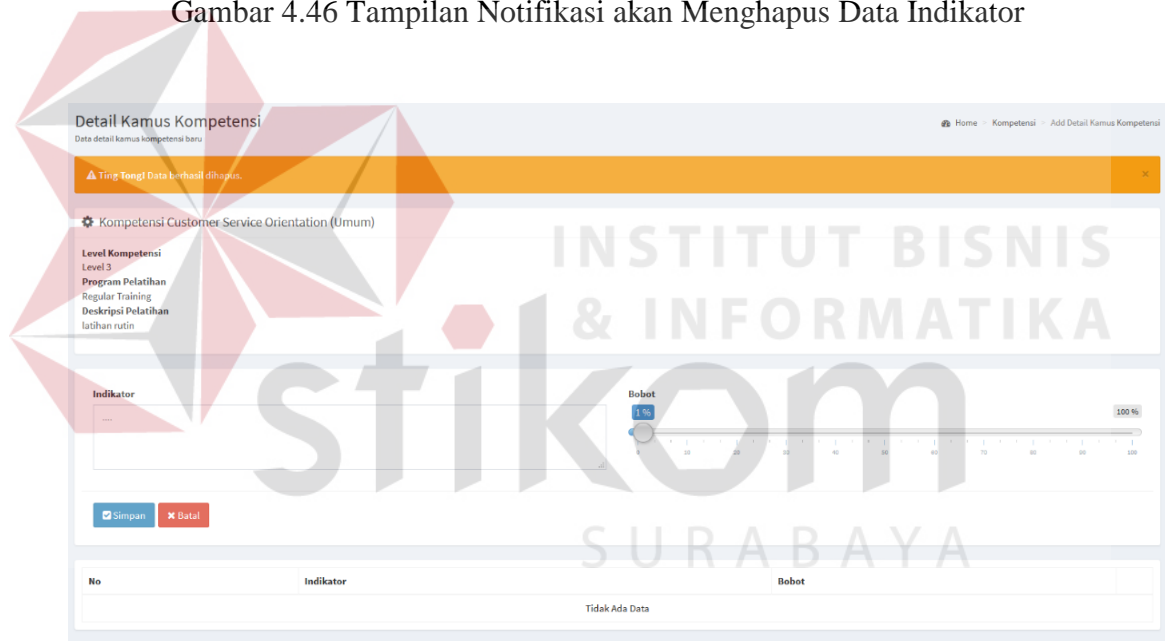 Gambar 4.46 Tampilan Notifikasi akan Menghapus Data Indikator
Detail Kamus Kompetensi
Data detail kamus kompetensi baru
Home > Kompetensi > Add Detail Kamus Kompetensi
Ting Tong! Data berhasil dihapus. ×
Kompetensi Customer Service Orientation (Umum)
Level Kompetensi
Level 3
Program Pelatihan
Regular Training
Deskripsi Pelatihan
latihan rutin
INSTITUT BISNIS
& INFORMATIKA
stikom
SURABAYA
Indikator
....
Bobot
1 % 100 %
0 10 20 30 40 50 60 70 80 90 100
Simpan Batal
No Indikator Bobot
Tidak Ada Data